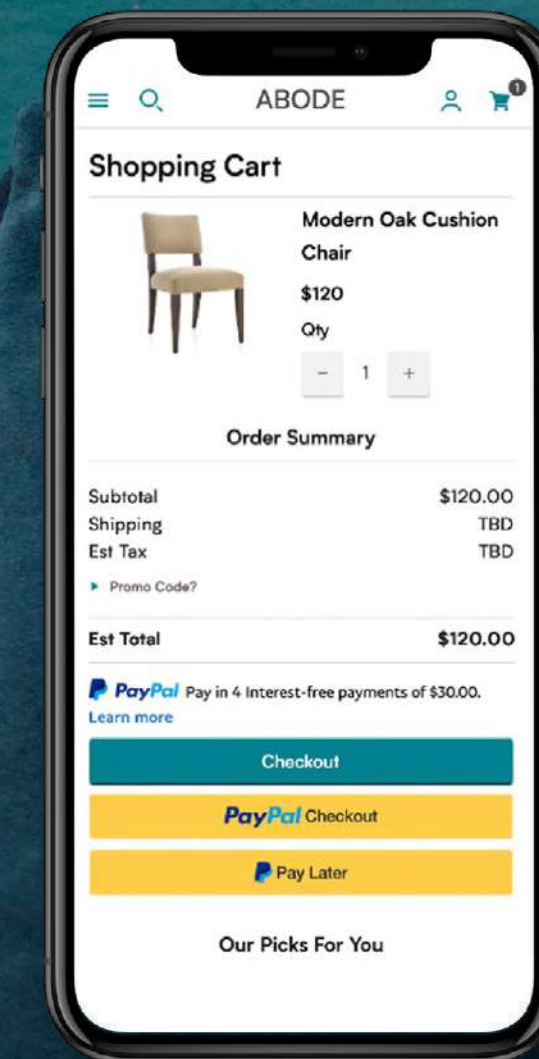 ABODE
1
Shopping Cart
Modern Oak Cushion
Chair
$120
Qty
- 1 +
Order Summary
Subtotal $120.00
Shipping TBD
Est Tax TBD
Promo Code?
Est Total $120.00
PayPal Pay in 4 Interest-free payments of $30.00.
Learn more
Checkout
PayPal Checkout
Pay Later
Our Picks For You